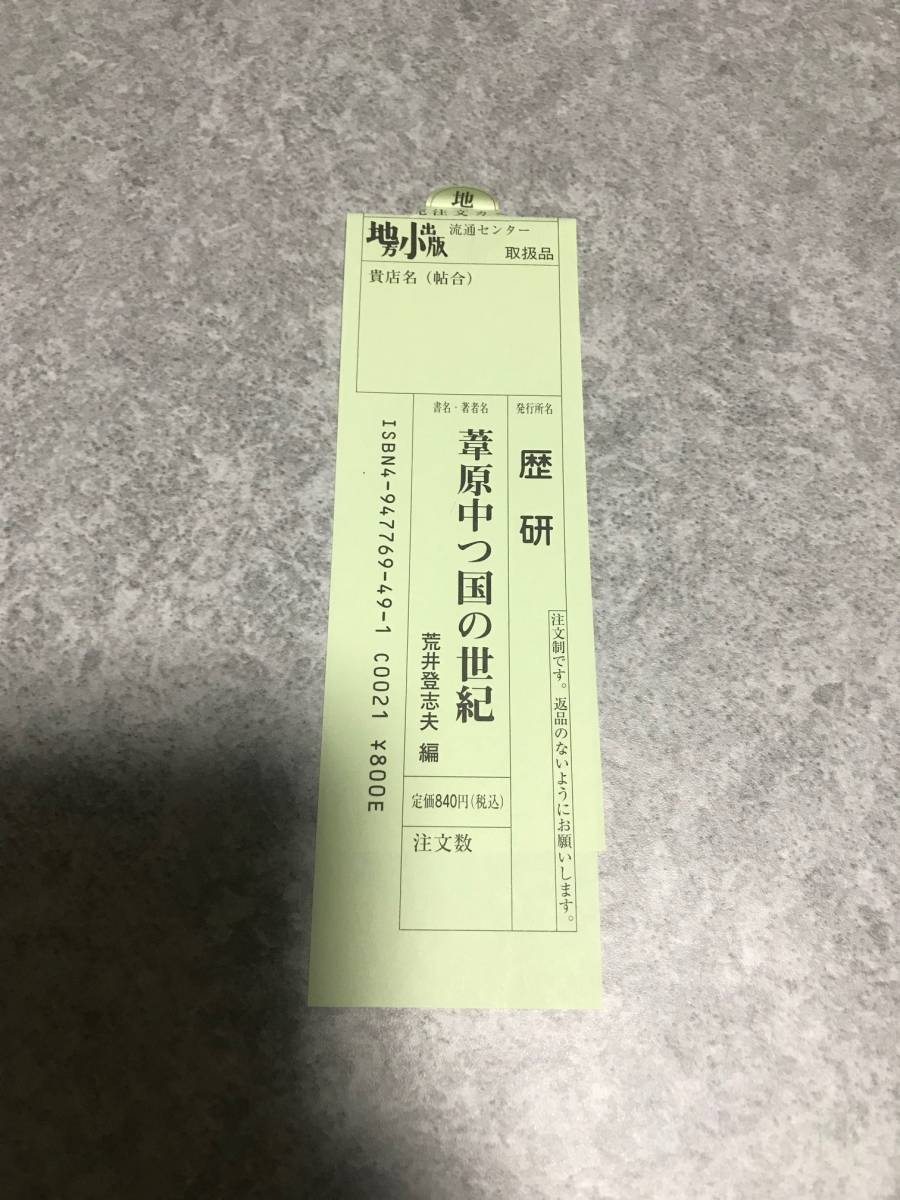 地
地方小出版 流通センター
取扱品
貴店名（帖合）
発行所名
歴研
注文制です。返品のないようにお願いします。
書名・著者名
葦原中つ国の世紀
荒井登志夫 編
定価840円（税込）
注文数
ISBN4-947769-49-1 C0021 ¥800E